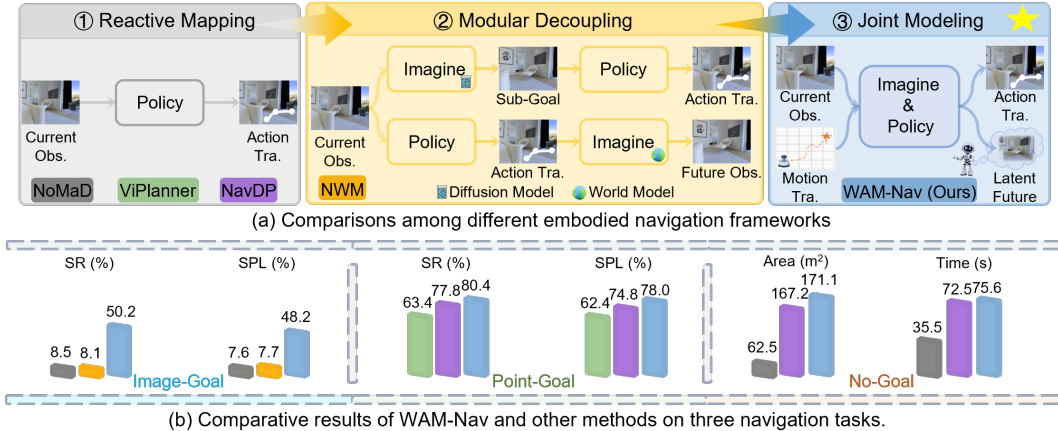 ① Reactive Mapping
② Modular Decoupling
③ Joint Modeling
Policy
Current
Obs.
Action
Tra.
NoMaD
ViPlanner
NavDP
Current
Obs.
Imagine
Sub-Goal
Policy
Action Tra.
Policy
Action Tra.
Imagine
Future Obs.
NWM
Diffusion Model
World Model
Current
Obs.
Motion
Tra.
Imagine
&
Policy
Action
Tra.
Latent
Future
WAM-Nav (Ours)
(a) Comparisons among different embodied navigation frameworks
SR (%)
8.5
8.1
50.2
SPL (%)
7.6
7.7
48.2
Image-Goal
SR (%)
63.4
77.8
80.4
SPL (%)
62.4
74.8
78.0
Point-Goal
Area (m²)
62.5
167.2
171.1
Time (s)
35.5
72.5
75.6
No-Goal
(b) Comparative results of WAM-Nav and other methods on three navigation tasks.